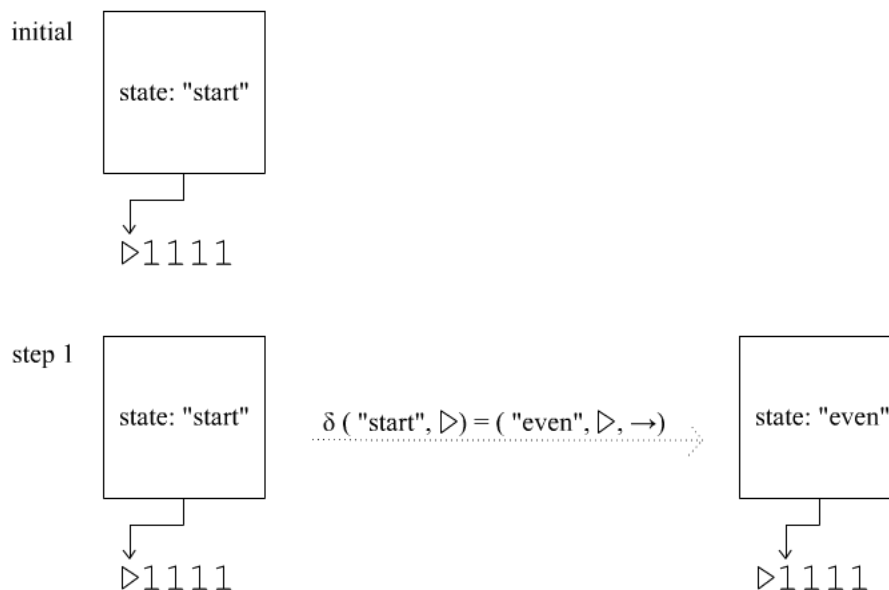 initial
state: "start"
▷1111
step 1
state: "start"
δ ( "start", ▷) = ( "even", ▷, →)
state: "even"
▷1111
▷1111